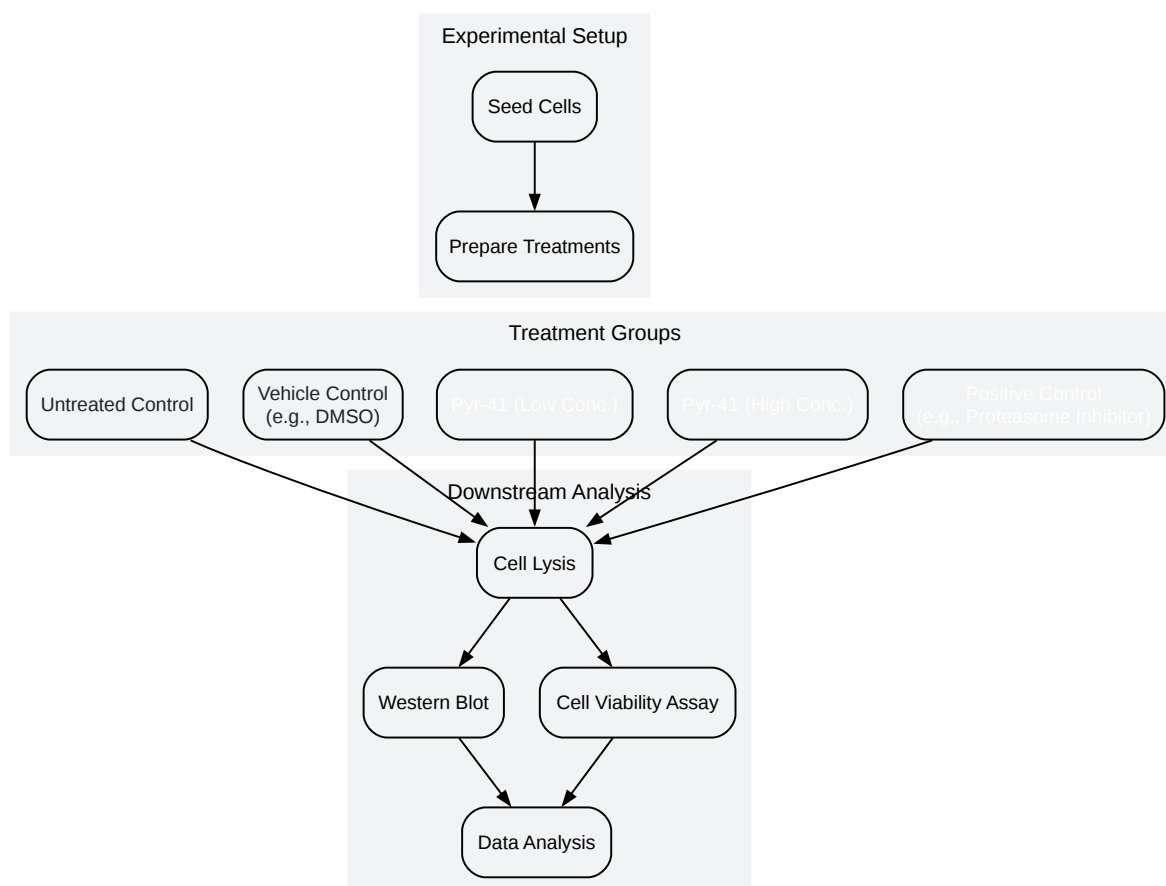 Experimental Setup
Seed Cells
Prepare Treatments
Treatment Groups
Untreated Control
Vehicle Control
(e.g., DMSO)
Pyr-41 (Low Conc.)
Pyr-41 (High Conc.)
Positive Control
(e.g., Proteasome Inhibitor)
Downstream Analysis
Cell Lysis
Western Blot
Cell Viability Assay
Data Analysis